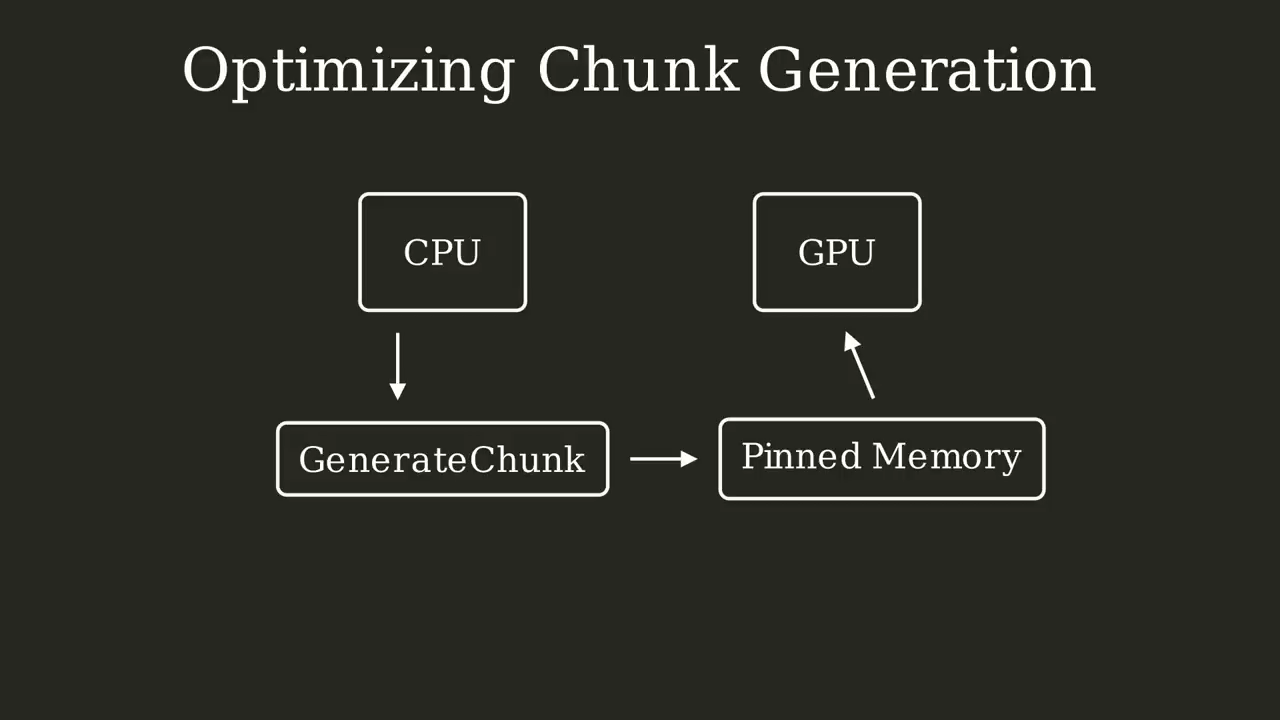 Optimizing Chunk Generation
CPU
GPU
GenerateChunk
Pinned Memory